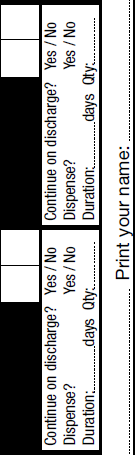 Continue on discharge? Yes / No
Dispense? Yes / No
Duration:..............days Qty:..............
Continue on discharge? Yes / No
Dispense? Yes / No
Duration:..............days Qty:..............
Print your name: